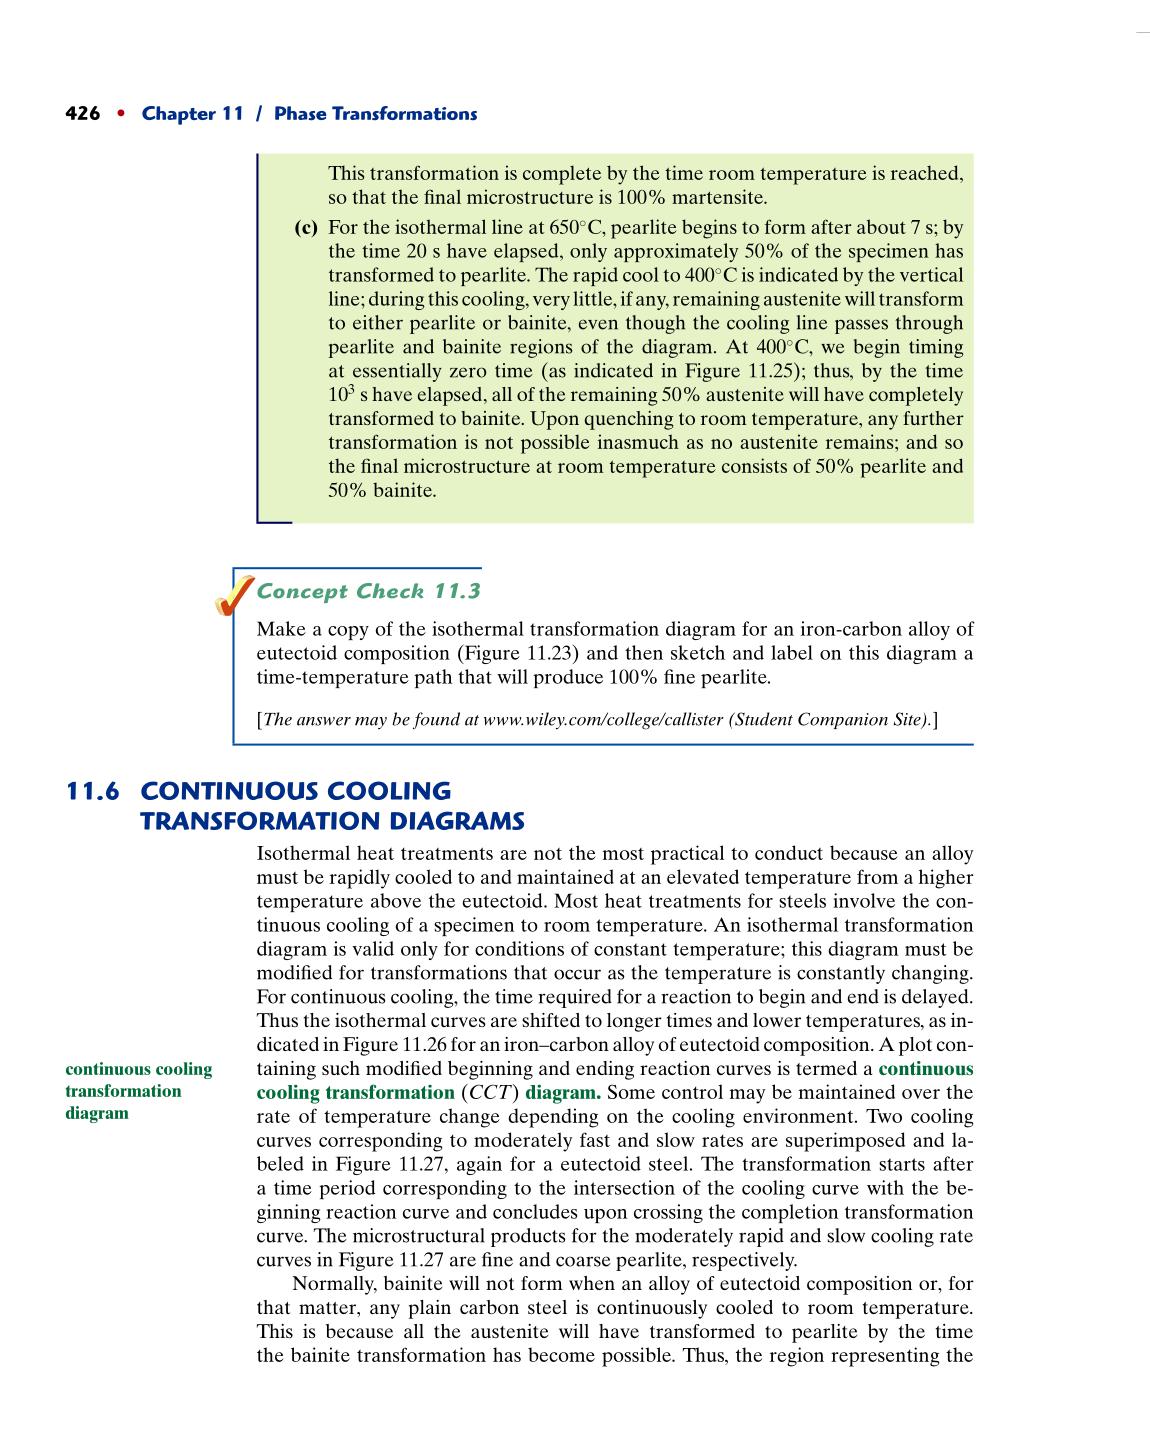 426 • Chapter 11 / Phase Transformations
This transformation is complete by the time room temperature is reached,
so that the final microstructure is 100% martensite.
(c) For the isothermal line at 650°C, pearlite begins to form after about 7 s; by
the time 20 s have elapsed, only approximately 50% of the specimen has
transformed to pearlite. The rapid cool to 400°C is indicated by the vertical
line; during this cooling, very little, if any, remaining austenite will transform
to either pearlite or bainite, even though the cooling line passes through
pearlite and bainite regions of the diagram. At 400°C, we begin timing
at essentially zero time (as indicated in Figure 11.25); thus, by the time
10³ s have elapsed, all of the remaining 50% austenite will have completely
transformed to bainite. Upon quenching to room temperature, any further
transformation is not possible inasmuch as no austenite remains; and so
the final microstructure at room temperature consists of 50% pearlite and
50% bainite.
Concept Check 11.3
Make a copy of the isothermal transformation diagram for an iron-carbon alloy of
eutectoid composition (Figure 11.23) and then sketch and label on this diagram a
time-temperature path that will produce 100% fine pearlite.
[The answer may be found at www.wiley.com/college/callister (Student Companion Site).]
11.6 CONTINUOUS COOLING
TRANSFORMATION DIAGRAMS
Isothermal heat treatments are not the most practical to conduct because an alloy
must be rapidly cooled to and maintained at an elevated temperature from a higher
temperature above the eutectoid. Most heat treatments for steels involve the con-
tinuous cooling of a specimen to room temperature. An isothermal transformation
diagram is valid only for conditions of constant temperature; this diagram must be
modified for transformations that occur as the temperature is constantly changing.
For continuous cooling, the time required for a reaction to begin and end is delayed.
Thus the isothermal curves are shifted to longer times and lower temperatures, as in-
dicated in Figure 11.26 for an iron–carbon alloy of eutectoid composition. A plot con-
taining such modified beginning and ending reaction curves is termed a continuous
cooling transformation (CCT) diagram. Some control may be maintained over the
rate of temperature change depending on the cooling environment. Two cooling
curves corresponding to moderately fast and slow rates are superimposed and la-
beled in Figure 11.27, again for a eutectoid steel. The transformation starts after
a time period corresponding to the intersection of the cooling curve with the be-
ginning reaction curve and concludes upon crossing the completion transformation
curve. The microstructural products for the moderately rapid and slow cooling rate
curves in Figure 11.27 are fine and coarse pearlite, respectively.
continuous cooling
transformation
diagram
Normally, bainite will not form when an alloy of eutectoid composition or, for
that matter, any plain carbon steel is continuously cooled to room temperature.
This is because all the austenite will have transformed to pearlite by the time
the bainite transformation has become possible. Thus, the region representing the